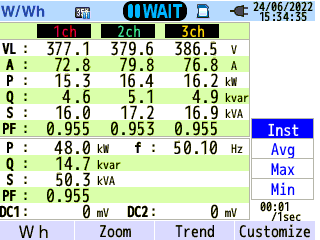 W/Wh WAIT 24/06/2022
15:34:35
1ch 2ch 3ch
VL : 377.1 379.6 386.5 V
A : 72.8 79.8 76.8 A
P : 15.3 16.4 16.2 kW
Q : 4.6 5.1 4.9 kvar
S : 16.0 17.2 16.9 kVA
PF: 0.955 0.953 0.955
P : 48.0 kW f : 50.10 Hz
Q : 14.7 kvar
S : 50.3 kVA
PF: 0.955
DC1: 0 mV DC2: 0 mV
Inst
Avg
Max
Min
00:01
/1sec
Wh Zoom Trend Customize